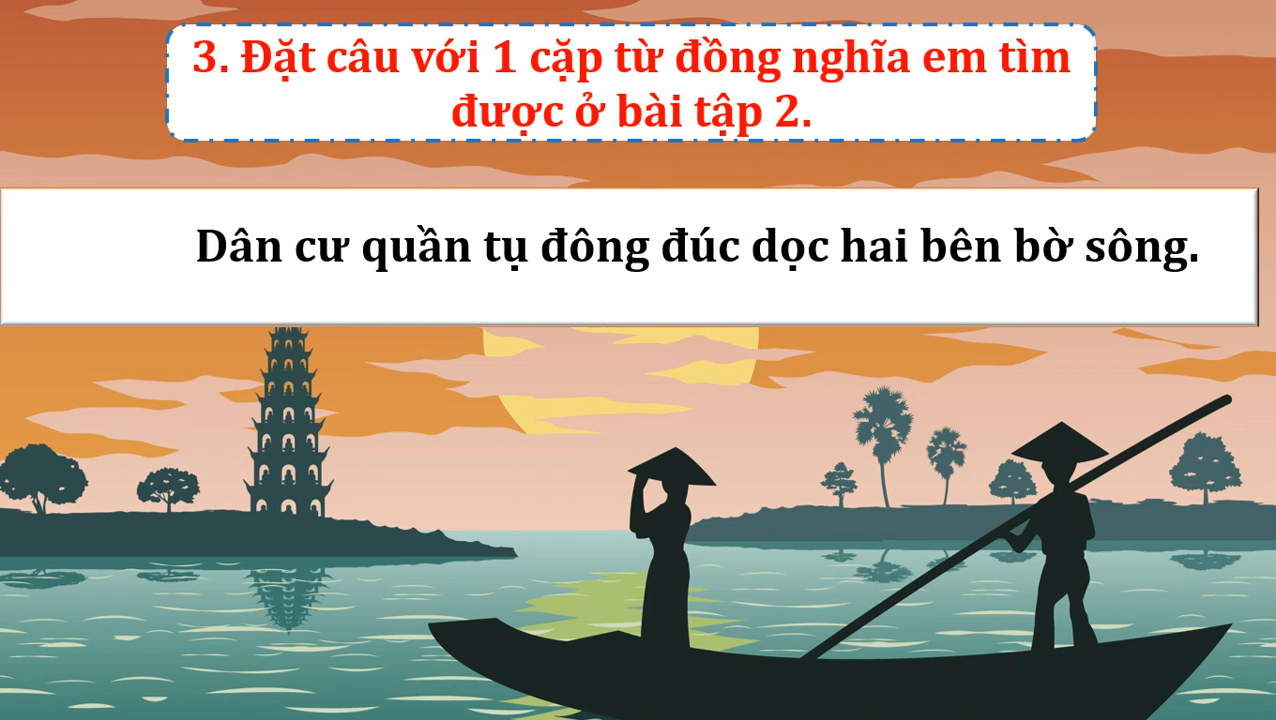 3. Đặt câu với 1 cặp từ đồng nghĩa em tìm
được ở bài tập 2.
Dân cư quần tụ đông đúc dọc hai bên bờ sông.